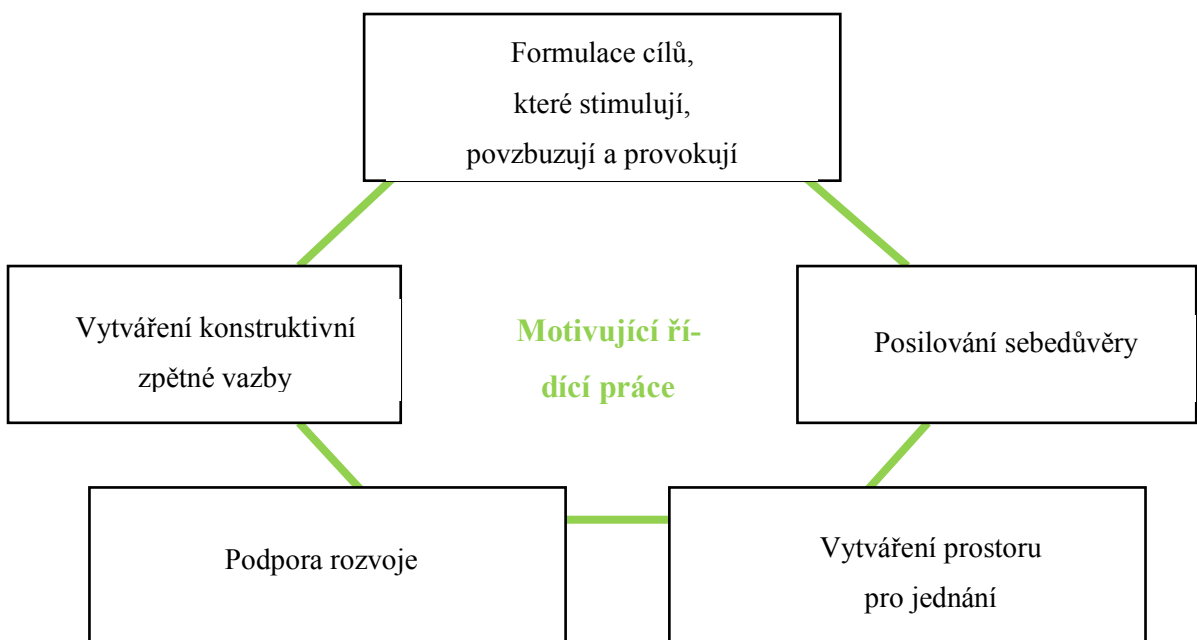 Formulace cílů,
které stimulují,
povzbuzují a provokují
Vytváření konstruktivní
zpětné vazby
Motivující ří-
dící práce
Posilování sebedůvěry
Podpora rozvoje
Vytváření prostoru
pro jednání